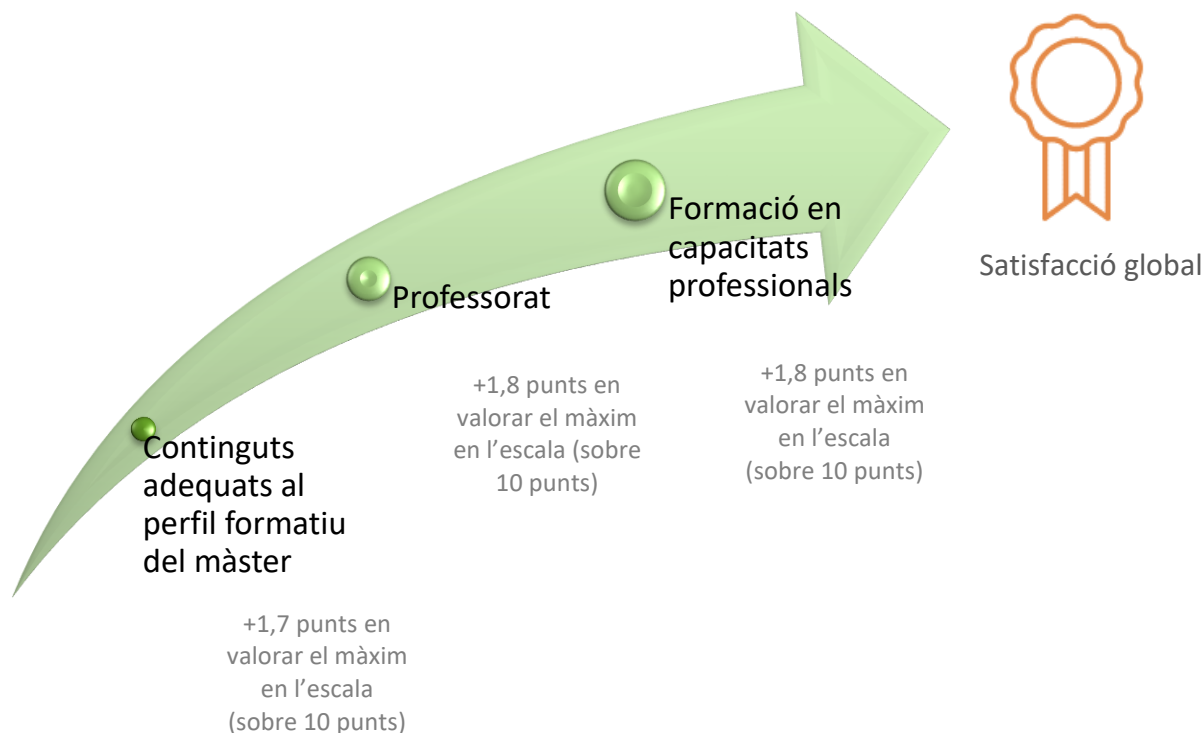 Continguts
adequats al
perfil formatiu
del màster
+1,7 punts en
valorar el màxim
en l’escala
(sobre 10 punts)
Professorat
+1,8 punts en
valorar el màxim
en l’escala (sobre
10 punts)
Formació en
capacitats
professionals
+1,8 punts en
valorar el màxim
en l’escala
(sobre 10 punts)
Satisfacció global